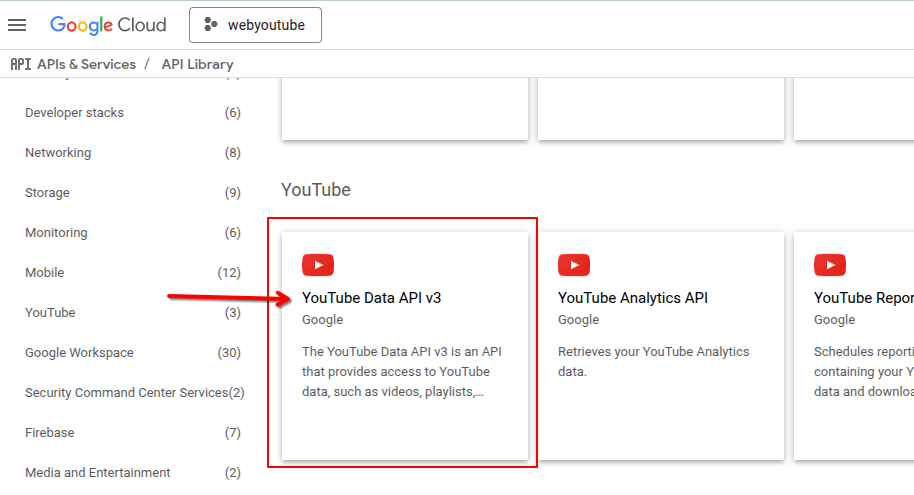 Google Cloud
webyoutube
API APIs & Services / API Library
Developer stacks (6)
Networking (8)
Storage (9)
Monitoring (6)
Mobile (12)
YouTube (3)
Google Workspace (30)
Security Command Center Services(2)
Firebase (7)
Media and Entertainment (2)
YouTube
YouTube Data API v3
Google
The YouTube Data API v3 is an API
that provides access to YouTube
data, such as videos, playlists,…
YouTube Analytics API
Google
Retrieves your YouTube Analytics
data.
YouTube Repor
Google
Schedules reporti
containing your Y
data and downloa